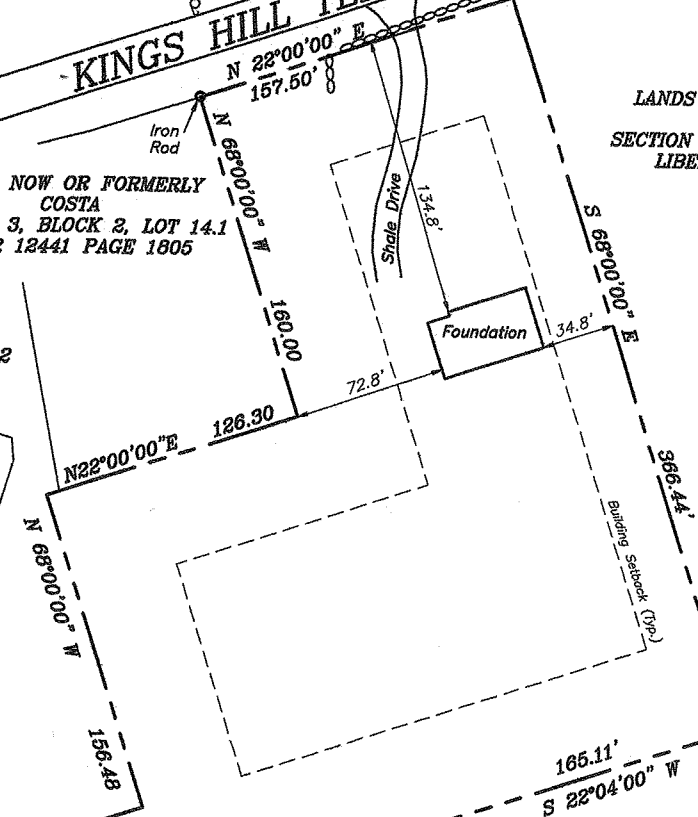 KINGS HILL
N 22°00'00" E
157.50'
Iron
Rod
N 68°00'00" W
160.00
LANDS
SECTION
NOW OR FORMERLY
COSTA
3, BLOCK 2, LOT 14.1
12441 PAGE 1805
Shale Drive
134.8'
S 68°00'00" E
Foundation
34.8'
72.8'
2
126.30
N22°00'00"E
366.44'
N 68°00'00" W
Building Setback (Typ.)
156.48
165.11'
S 22°04'00" W